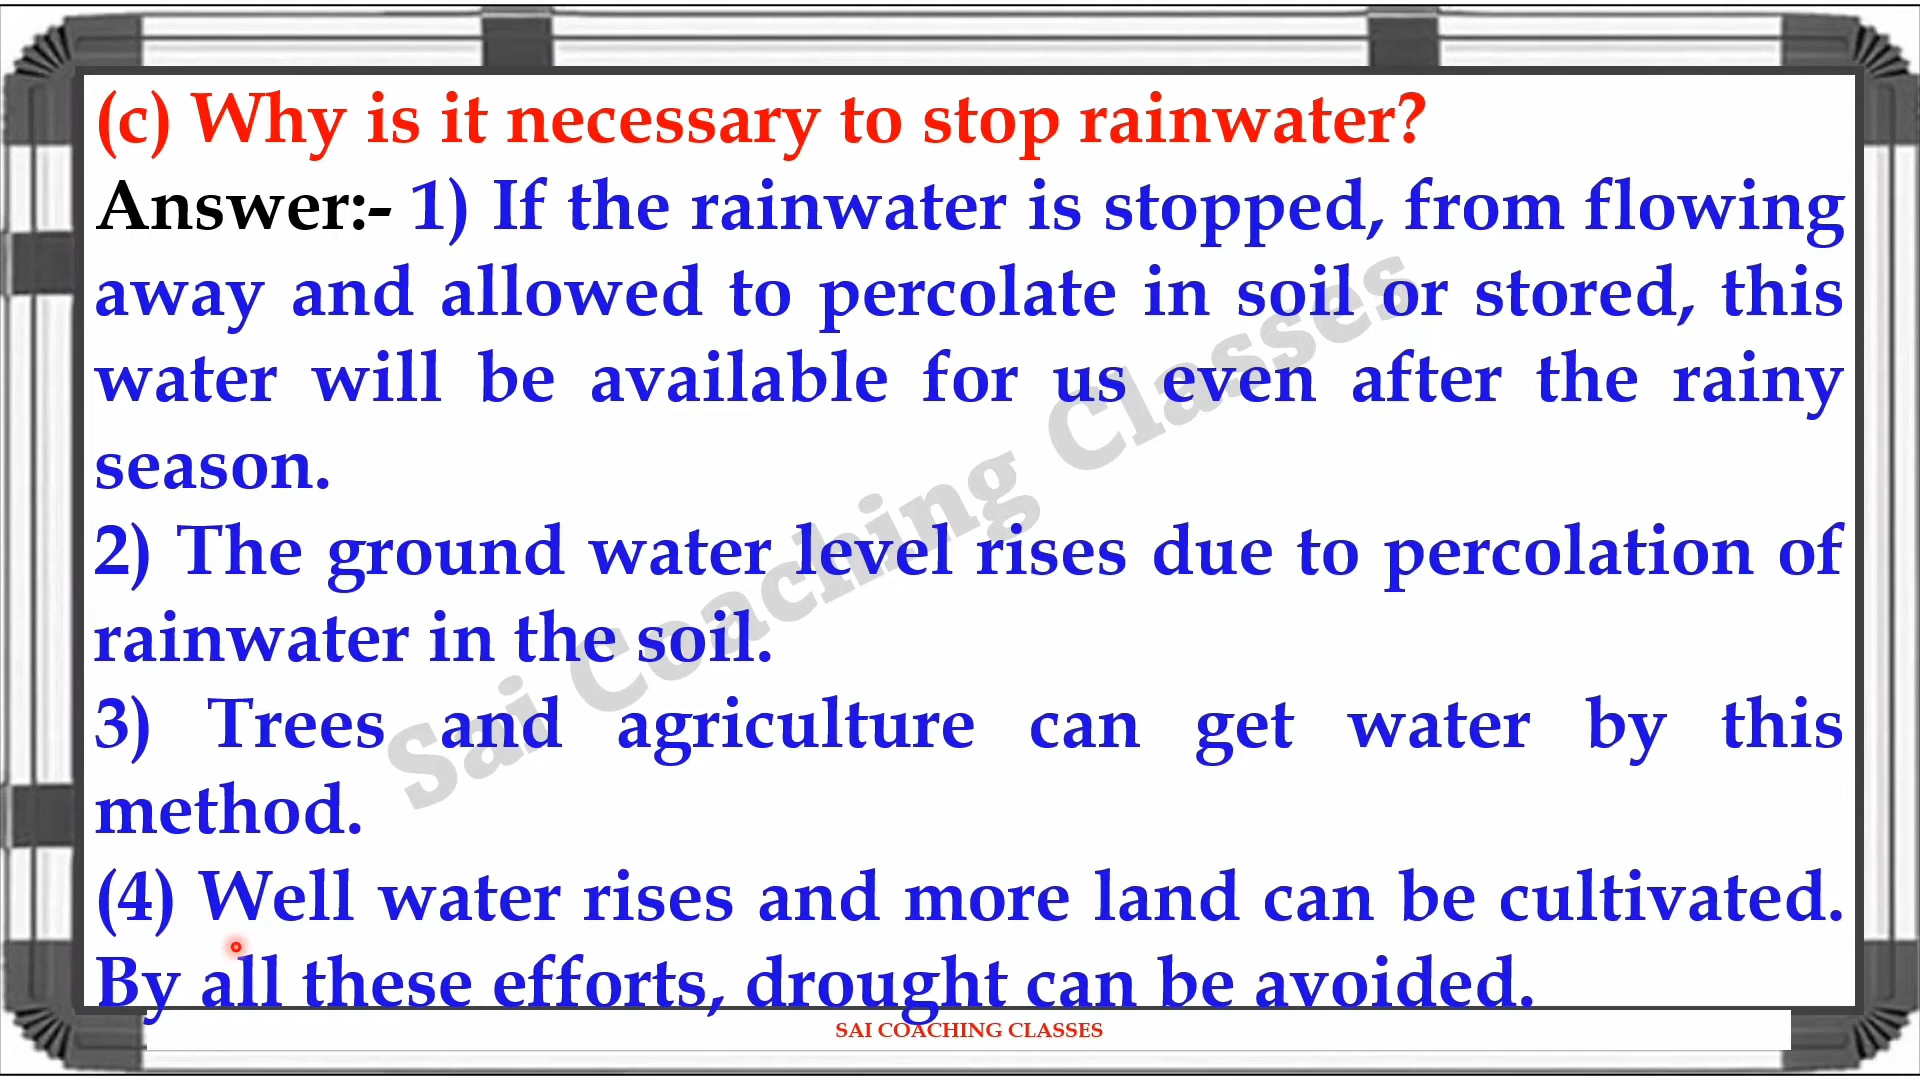 (c) Why is it necessary to stop rainwater?
Answer:- 1) If the rainwater is stopped, from flowing
away and allowed to percolate in soil or stored, this
water will be available for us even after the rainy
season.
2) The ground water level rises due to percolation of
rainwater in the soil.
3) Trees and agriculture can get water by this
method.
(4) Well water rises and more land can be cultivated.
By all these efforts, drought can be avoided.
Sai Coaching Classes
SAI COACHING CLASSES